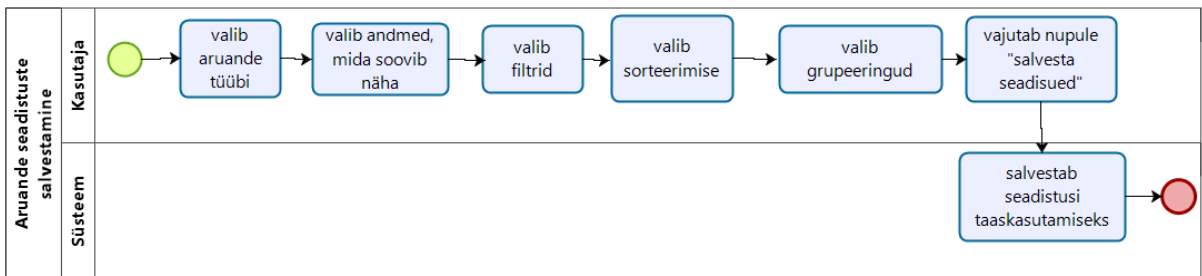 Aruande seadistuste
salvestamine
Kasutaja
valib
aruande
tüübi
valib andmed,
mida soovib
näha
valib
filtrid
valib
sorteerimise
valib
grupeeringud
vajutab nupule
"salvesta
seadisued"
Süsteem
salvestab
seadistusi
taaskasutamiseks